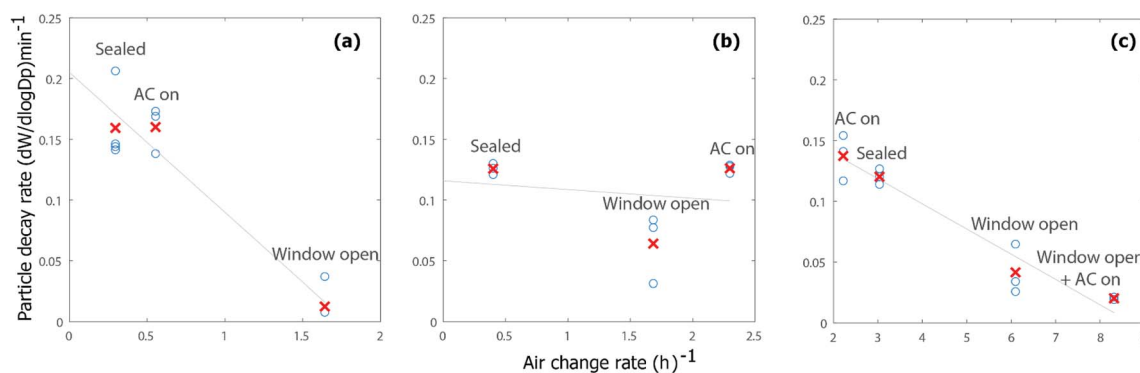 Particle decay rate (dW/dlogDp)min-1
0.25
0.2
0.15
0.1
0.05
0
(a)
Sealed
AC on
Window open
0
0.5
1
1.5
2
0.25
0.2
0.15
0.1
0.05
0
(b)
Sealed
AC on
Window open
0
0.5
1
1.5
2
2.5
0.25
0.2
0.15
0.1
0.05
0
(c)
AC on
Sealed
Window open
Window open
+ AC on
2
3
4
5
6
7
8
Air change rate (h)-1